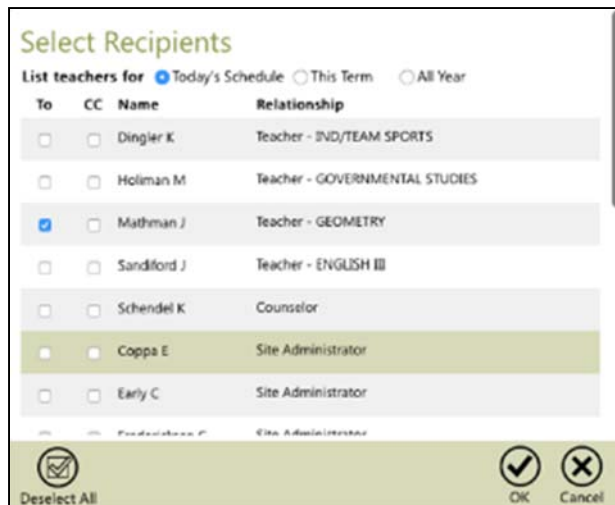 Select Recipients
List teachers for Today's Schedule This Term All Year
To CC Name Relationship
Dingler K Teacher - IND/TEAM SPORTS
Holiman M Teacher - GOVERNMENTAL STUDIES
Mathman J Teacher - GEOMETRY
Sandiford J Teacher - ENGLISH III
Schendel K Counselor
Coppa E Site Administrator
Early C Site Administrator
Site Administrator
Deselect All OK Cancel